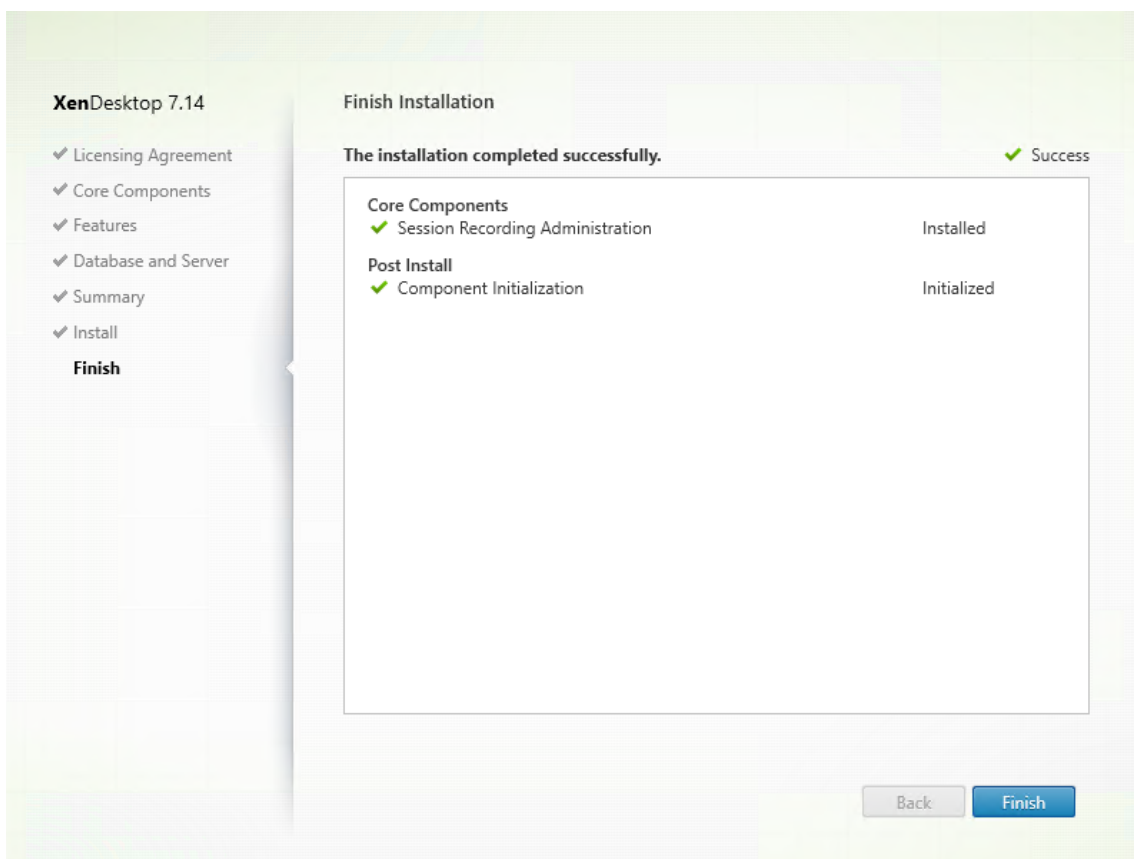 XenDesktop 7.14
Licensing Agreement
Core Components
Features
Database and Server
Summary
Install
Finish
Finish Installation
The installation completed successfully.
Success
Core Components
Session Recording Administration Installed
Post Install
Component Initialization Initialized
Back Finish